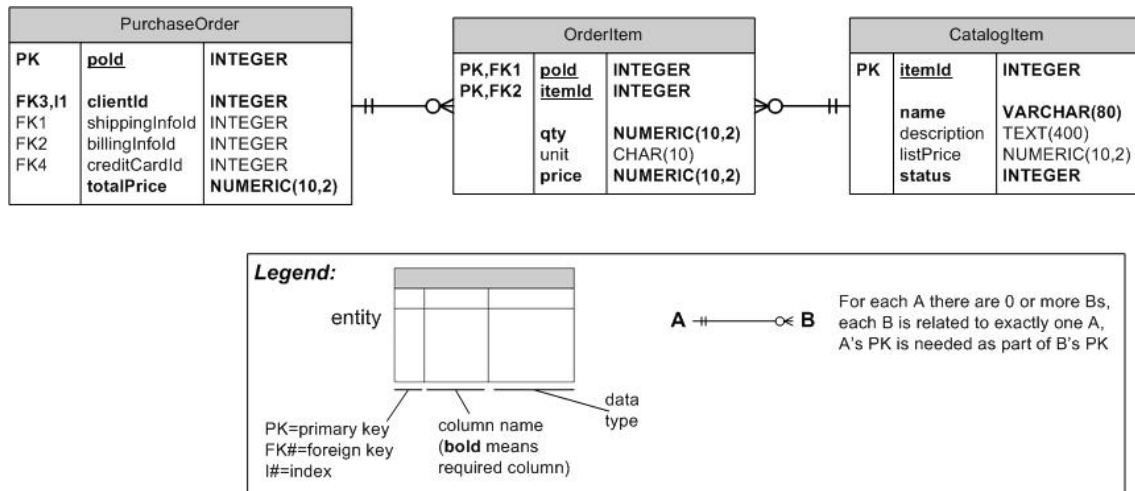 PurchaseOrder
PK poId INTEGER
FK3,I1 clientId INTEGER
FK1 shippingInfoId INTEGER
FK2 billingInfoId INTEGER
FK4 creditCardId INTEGER
totalPrice NUMERIC(10,2)
OrderItem
PK,FK1 poId INTEGER
PK,FK2 itemId INTEGER
qty NUMERIC(10,2)
unit CHAR(10)
price NUMERIC(10,2)
CatalogItem
PK itemId INTEGER
name VARCHAR(80)
description TEXT(400)
listPrice NUMERIC(10,2)
status INTEGER
Legend:
entity
PK=primary key
FK#=foreign key
I#=index
column name
(bold means
required column)
data
type
A B
For each A there are 0 or more Bs,
each B is related to exactly one A,
A's PK is needed as part of B's PK